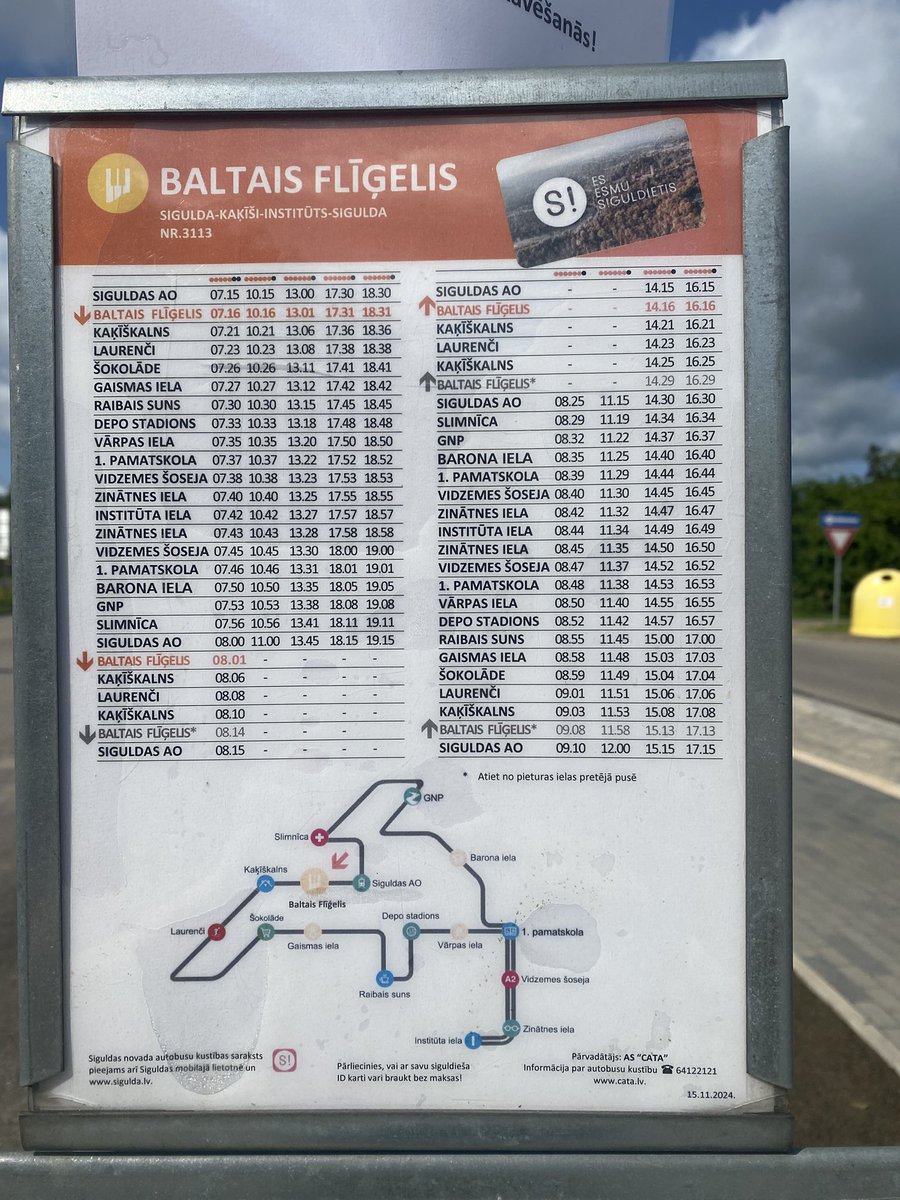 vēšanās!
BALTAIS FLĪĢELIS
SIGULDA-KAĶĪŠI-INSTITŪTS-SIGULDA
NR.3113
S! ES
ESMU
SIGULDIETIS
SIGULDAS AO 07.15 10.15 13.00 17.30 18.30
BALTAIS FLĪĢELIS 07.16 10.16 13.01 17.31 18.31
KAĶĪŠKALNS 07.21 10.21 13.06 17.36 18.36
LAURENČI 07.23 10.23 13.08 17.38 18.38
ŠOKOLĀDE 07.26 10.26 13.11 17.41 18.41
GAISMAS IELA 07.27 10.27 13.12 17.42 18.42
RAIBAIS SUNS 07.30 10.30 13.15 17.45 18.45
DEPO STADIONS 07.33 10.33 13.18 17.48 18.48
VĀRPAS IELA 07.35 10.35 13.20 17.50 18.50
1. PAMATSKOLA 07.37 10.37 13.22 17.52 18.52
VIDZEMES ŠOSEJA 07.38 10.38 13.23 17.53 18.53
ZINĀTNES IELA 07.40 10.40 13.25 17.55 18.55
INSTITŪTA IELA 07.42 10.42 13.27 17.57 18.57
ZINĀTNES IELA 07.43 10.43 13.28 17.58 18.58
VIDZEMES ŠOSEJA 07.45 10.45 13.30 18.00 19.00
1. PAMATSKOLA 07.46 10.46 13.31 18.01 19.01
BARONA IELA 07.50 10.50 13.35 18.05 19.05
GNP 07.53 10.53 13.38 18.08 19.08
SLIMNĪCA 07.56 10.56 13.41 18.11 19.11
SIGULDAS AO 08.00 11.00 13.45 18.15 19.15
BALTAIS FLĪĢELIS 08.01 - - - -
KAĶĪŠKALNS 08.06 - - - -
LAURENČI 08.08 - - - -
KAĶĪŠKALNS 08.10 - - - -
BALTAIS FLĪĢELIS* 08.14 - - - -
SIGULDAS AO 08.15 - - - -
SIGULDAS AO - - 14.15 16.15
BALTAIS FLĪĢELIS - - 14.16 16.16
KAĶĪŠKALNS - - 14.21 16.21
LAURENČI - - 14.23 16.23
KAĶĪŠKALNS - - 14.25 16.25
BALTAIS FLĪĢELIS* - - 14.29 16.29
SIGULDAS AO 08.25 11.15 14.30 16.30
SLIMNĪCA 08.29 11.19 14.34 16.34
GNP 08.32 11.22 14.37 16.37
BARONA IELA 08.35 11.25 14.40 16.40
1. PAMATSKOLA 08.39 11.29 14.44 16.44
VIDZEMES ŠOSEJA 08.40 11.30 14.45 16.45
ZINĀTNES IELA 08.42 11.32 14.47 16.47
INSTITŪTA IELA 08.44 11.34 14.49 16.49
ZINĀTNES IELA 08.45 11.35 14.50 16.50
VIDZEMES ŠOSEJA 08.47 11.37 14.52 16.52
1. PAMATSKOLA 08.48 11.38 14.53 16.53
VĀRPAS IELA 08.50 11.40 14.55 16.55
DEPO STADIONS 08.52 11.42 14.57 16.57
RAIBAIS SUNS 08.55 11.45 15.00 17.00
GAISMAS IELA 08.58 11.48 15.03 17.03
ŠOKOLĀDE 08.59 11.49 15.04 17.04
LAURENČI 09.01 11.51 15.06 17.06
KAĶĪŠKALNS 09.03 11.53 15.08 17.08
BALTAIS FLĪĢELIS* 09.08 11.58 15.13 17.13
SIGULDAS AO 09.10 12.00 15.15 17.15
* Atiet no pieturas ielas pretējā pusē
GNP
Slimnīca
Barona iela
Kaķīškalns
Siguldas AO
Baltais Flīģelis
Laurenči
Šokolāde
Gaismas iela
Depo stadions
Vārpas iela
1. pamatskola
Raibais suns
A2 Vidzemes šoseja
Zinātnes iela
Institūta iela
Siguldas novada autobusu kustības saraksts
pieejams arī Siguldas mobilajā lietotnē un
www.sigulda.lv.
S!
Pārliecinies, vai ar savu siguldieša
ID karti vari braukt bez maksas!
Pārvadātājs: AS "CATA"
Informācija par autobusu kustību ☎ 64122121
www.cata.lv.
15.11.2024.